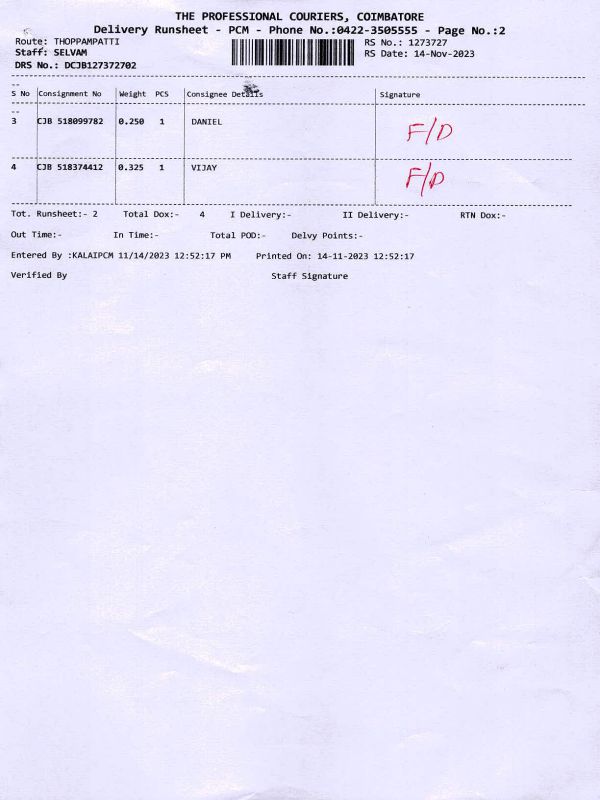 THE PROFESSIONAL COURIERS, COIMBATORE
Delivery Runsheet - PCM - Phone No.:0422-3505555 - Page No.:2
Route: THOPPAMPATTI RS No.: 1273727
Staff: SELVAM RS Date: 14-Nov-2023
DRS No.: DCJB127372702
S No Consignment No Weight PCS Consignee Details Signature
3 CJB 518099782 0.250 1 DANIEL F/D
4 CJB 518374412 0.325 1 VIJAY F/D
Tot. Runsheet:- 2 Total Dox:- 4 I Delivery:- II Delivery:- RTN Dox:-
Out Time:- In Time:- Total POD:- Delvy Points:-
Entered By :KALAIPCM 11/14/2023 12:52:17 PM Printed On: 14-11-2023 12:52:17
Verified By Staff Signature